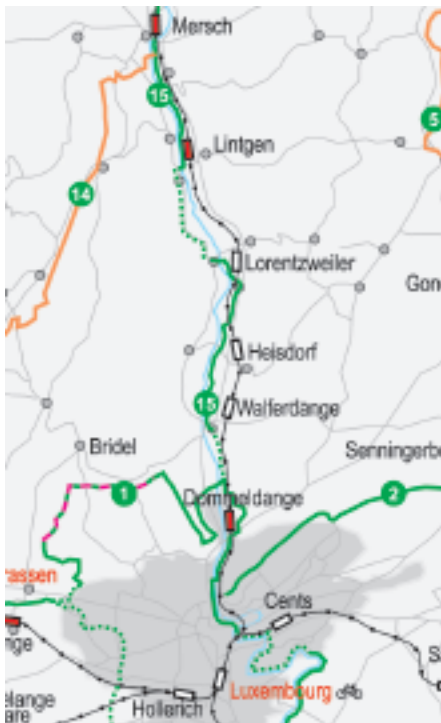 Mersch
15
5
Lintgen
14
Lorentzweiler
Gon
Heisdorf
15
Walferdange
Bridel
Senningerbe
1
2
Dommeldange
rassen
Cents
nge
S
elange
are
Hollerich
Luxembourg